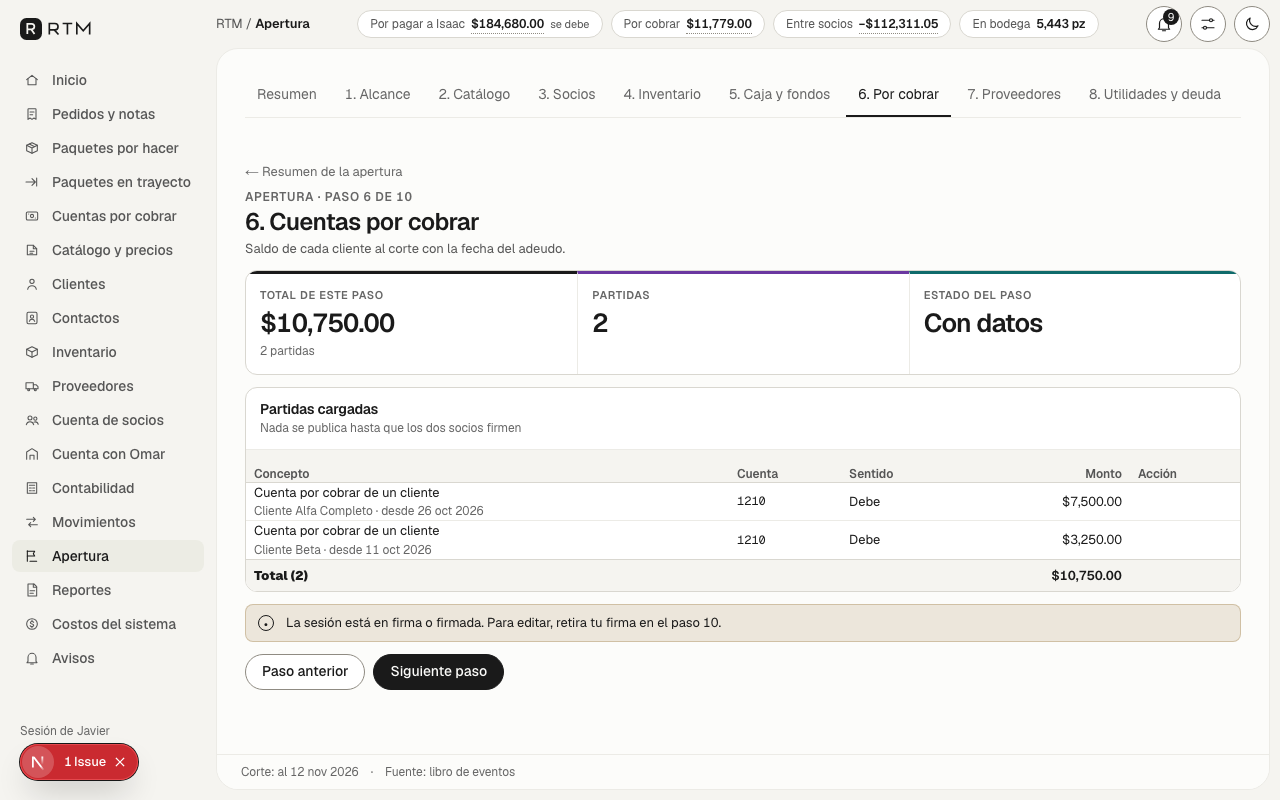 R RTM
RTM / Apertura
Por pagar a Isaac $184,680.00 se debe
Por cobrar $11,779.00
Entre socios −$112,311.05
En bodega 5,443 pz
9
Inicio
Pedidos y notas
Paquetes por hacer
Paquetes en trayecto
Cuentas por cobrar
Catálogo y precios
Clientes
Contactos
Inventario
Proveedores
Cuenta de socios
Cuenta con Omar
Contabilidad
Movimientos
Apertura
Reportes
Costos del sistema
Avisos
Sesión de Javier
N 1 Issue
Resumen
1. Alcance
2. Catálogo
3. Socios
4. Inventario
5. Caja y fondos
6. Por cobrar
7. Proveedores
8. Utilidades y deuda
← Resumen de la apertura
APERTURA · PASO 6 DE 10
6. Cuentas por cobrar
Saldo de cada cliente al corte con la fecha del adeudo.
TOTAL DE ESTE PASO
$10,750.00
2 partidas
PARTIDAS
2
ESTADO DEL PASO
Con datos
Partidas cargadas
Nada se publica hasta que los dos socios firmen
Concepto Cuenta Sentido Monto Acción
Cuenta por cobrar de un cliente 1210 Debe $7,500.00
Cliente Alfa Completo · desde 26 oct 2026
Cuenta por cobrar de un cliente 1210 Debe $3,250.00
Cliente Beta · desde 11 oct 2026
Total (2) $10,750.00
La sesión está en firma o firmada. Para editar, retira tu firma en el paso 10.
Paso anterior
Siguiente paso
Corte: al 12 nov 2026 · Fuente: libro de eventos